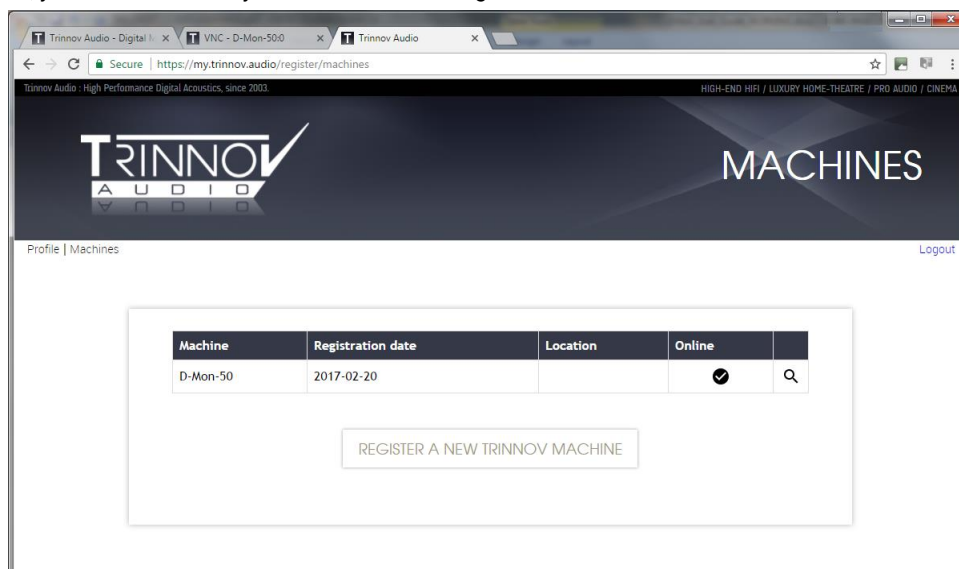 Trinnov Audio - Digital
VNC - D-Mon-50:0
Trinnov Audio
Secure | https://my.trinnov.audio/register/machines
Trinnov Audio : High Performance Digital Acoustics, since 2003.
HIGH-END HIFI / LUXURY HOME-THEATRE / PRO AUDIO / CINEMA
TRINNOV
AUDIO
MACHINES
Profile | Machines
Logout
Machine Registration date Location Online
D-Mon-50 2017-02-20
REGISTER A NEW TRINNOV MACHINE